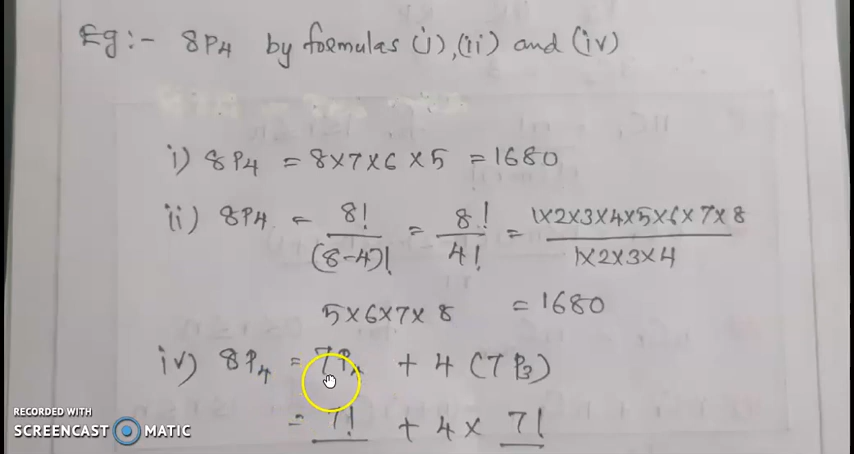 Eg:- 8P4 by formulas (i), (ii) and (iv)
i) 8P4 = 8×7×6×5 = 1680
ii) 8P4 = 8!/(8-4)! = 8!/4! = 1×2×3×4×5×6×7×8/1×2×3×4
5×6×7×8 = 1680
iv) 8P4 = 7P4 + 4 (7P3)
= 7! + 4× 7!
RECORDED WITH
SCREENCAST MATIC